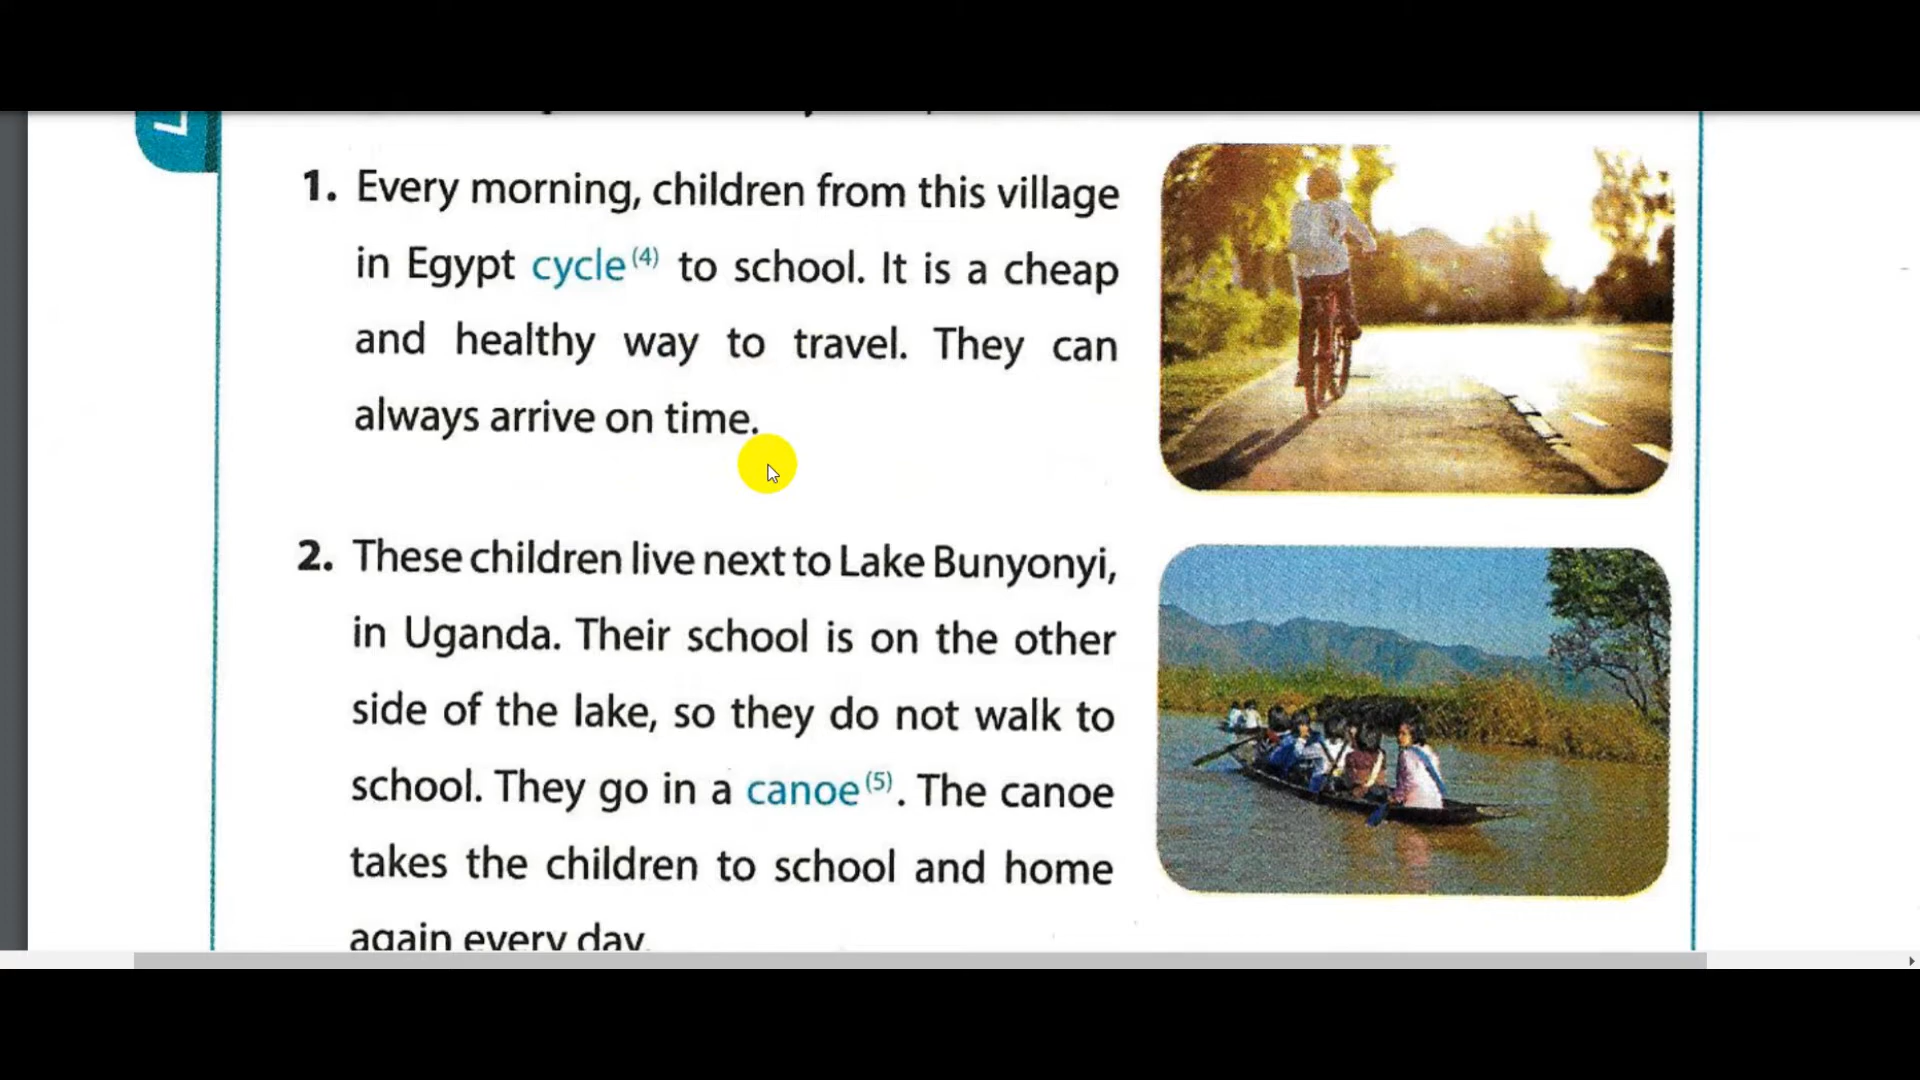 1. Every morning, children from this village
in Egypt cycle(4) to school. It is a cheap
and healthy way to travel. They can
always arrive on time.
2. These children live next to Lake Bunyonyi,
in Uganda. Their school is on the other
side of the lake, so they do not walk to
school. They go in a canoe(5). The canoe
takes the children to school and home
again every day.